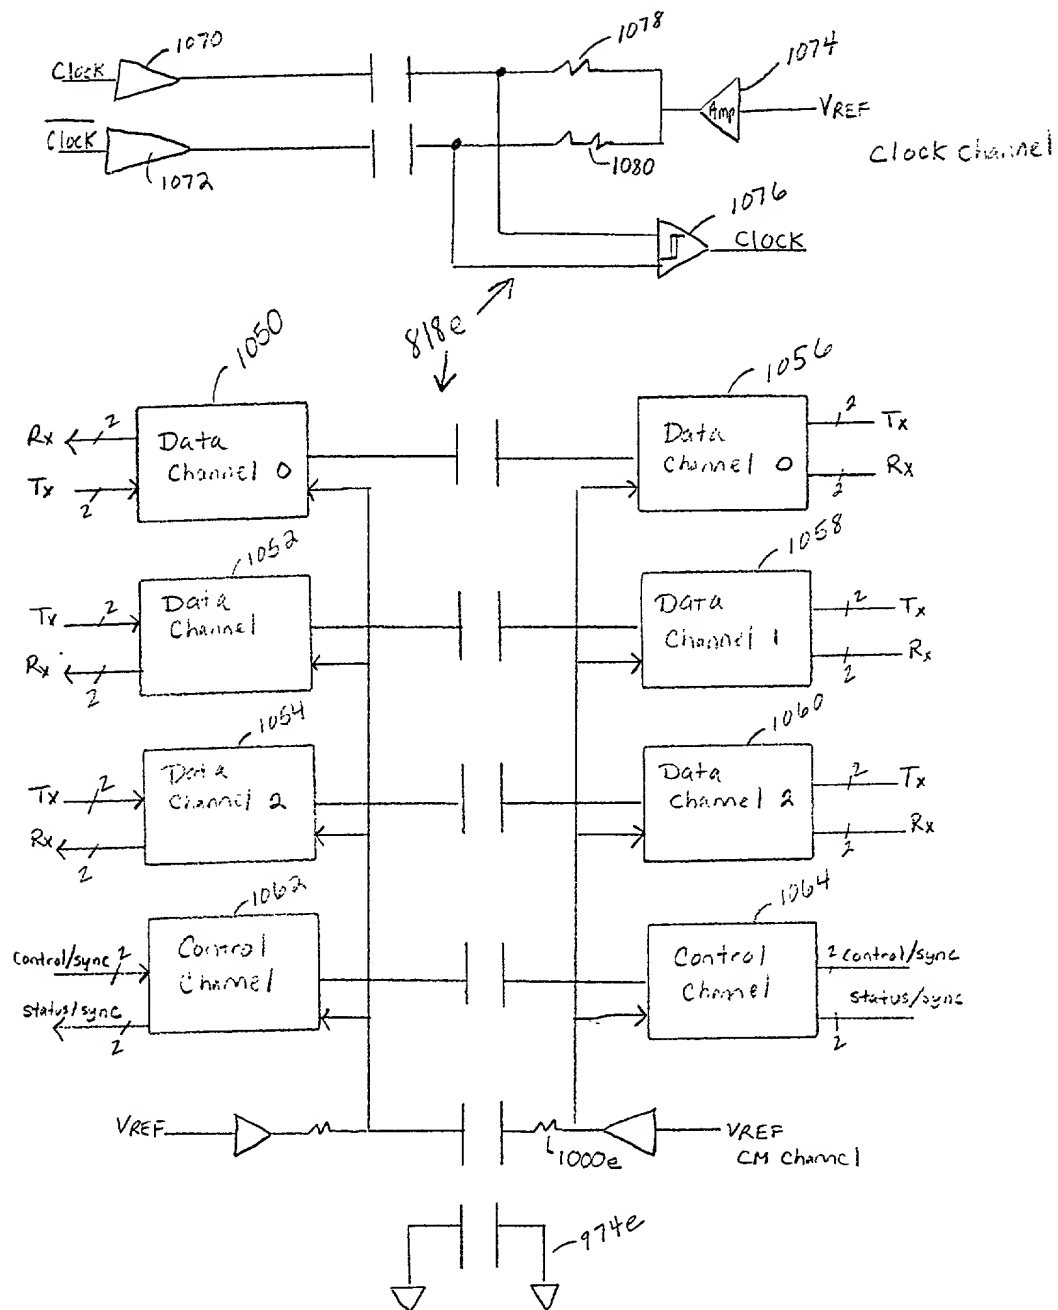 1070
1078
1074
Clock
Amp
VREF
Clock
1072
1080
Clock Channel
1076
CLOCK
818e
1050
1056
Rx
2
Data
Channel 0
Tx
2
Data
Channel 0
2
Tx
Rx
2
1052
1058
Tx
2
Data
Channel
Rx
2
Data
Channel 1
2
Tx
Rx
2
1054
1060
Tx
2
Data
Channel 2
Rx
2
Data
Channel 2
2
Tx
Rx
2
1062
1064
Control/sync
2
Control
Channel
Status/sync
2
Control
Channel
2
Control/sync
Status/sync
2
VREF
VREF
1000e
CM Channel
974e